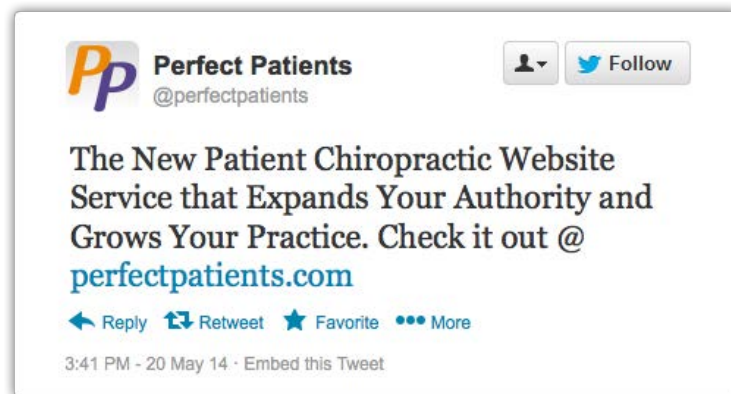 PP
Perfect Patients
@perfectpatients
Follow
The New Patient Chiropractic Website
Service that Expands Your Authority and
Grows Your Practice. Check it out @
perfectpatients.com
Reply Retweet Favorite More
3:41 PM - 20 May 14 · Embed this Tweet